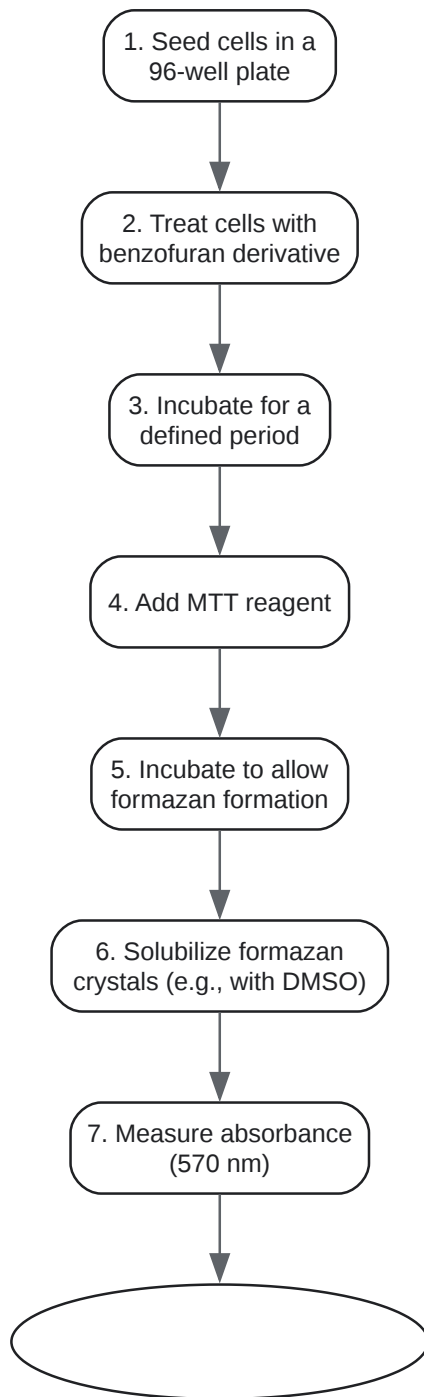 1. Seed cells in a
96-well plate
2. Treat cells with
benzofuran derivative
3. Incubate for a
defined period
4. Add MTT reagent
5. Incubate to allow
formazan formation
6. Solubilize formazan
crystals (e.g., with DMSO)
7. Measure absorbance
(570 nm)